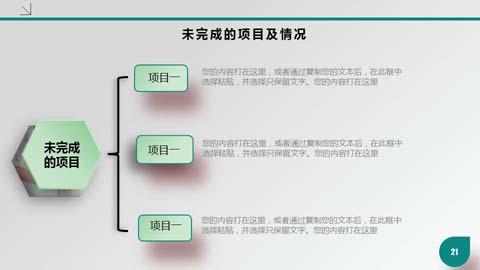 未完成的项目及情况
项目一
您的内容打在这里，或者通过复制您的文本后，在此框中
选择粘贴，并选择只保留文字。您的内容打在这里
未完成
的项目
项目一
您的内容打在这里，或者通过复制您的文本后，在此框中
选择粘贴，并选择只保留文字。您的内容打在这里
项目一
您的内容打在这里，或者通过复制您的文本后，在此框中
选择粘贴，并选择只保留文字。您的内容打在这里
21